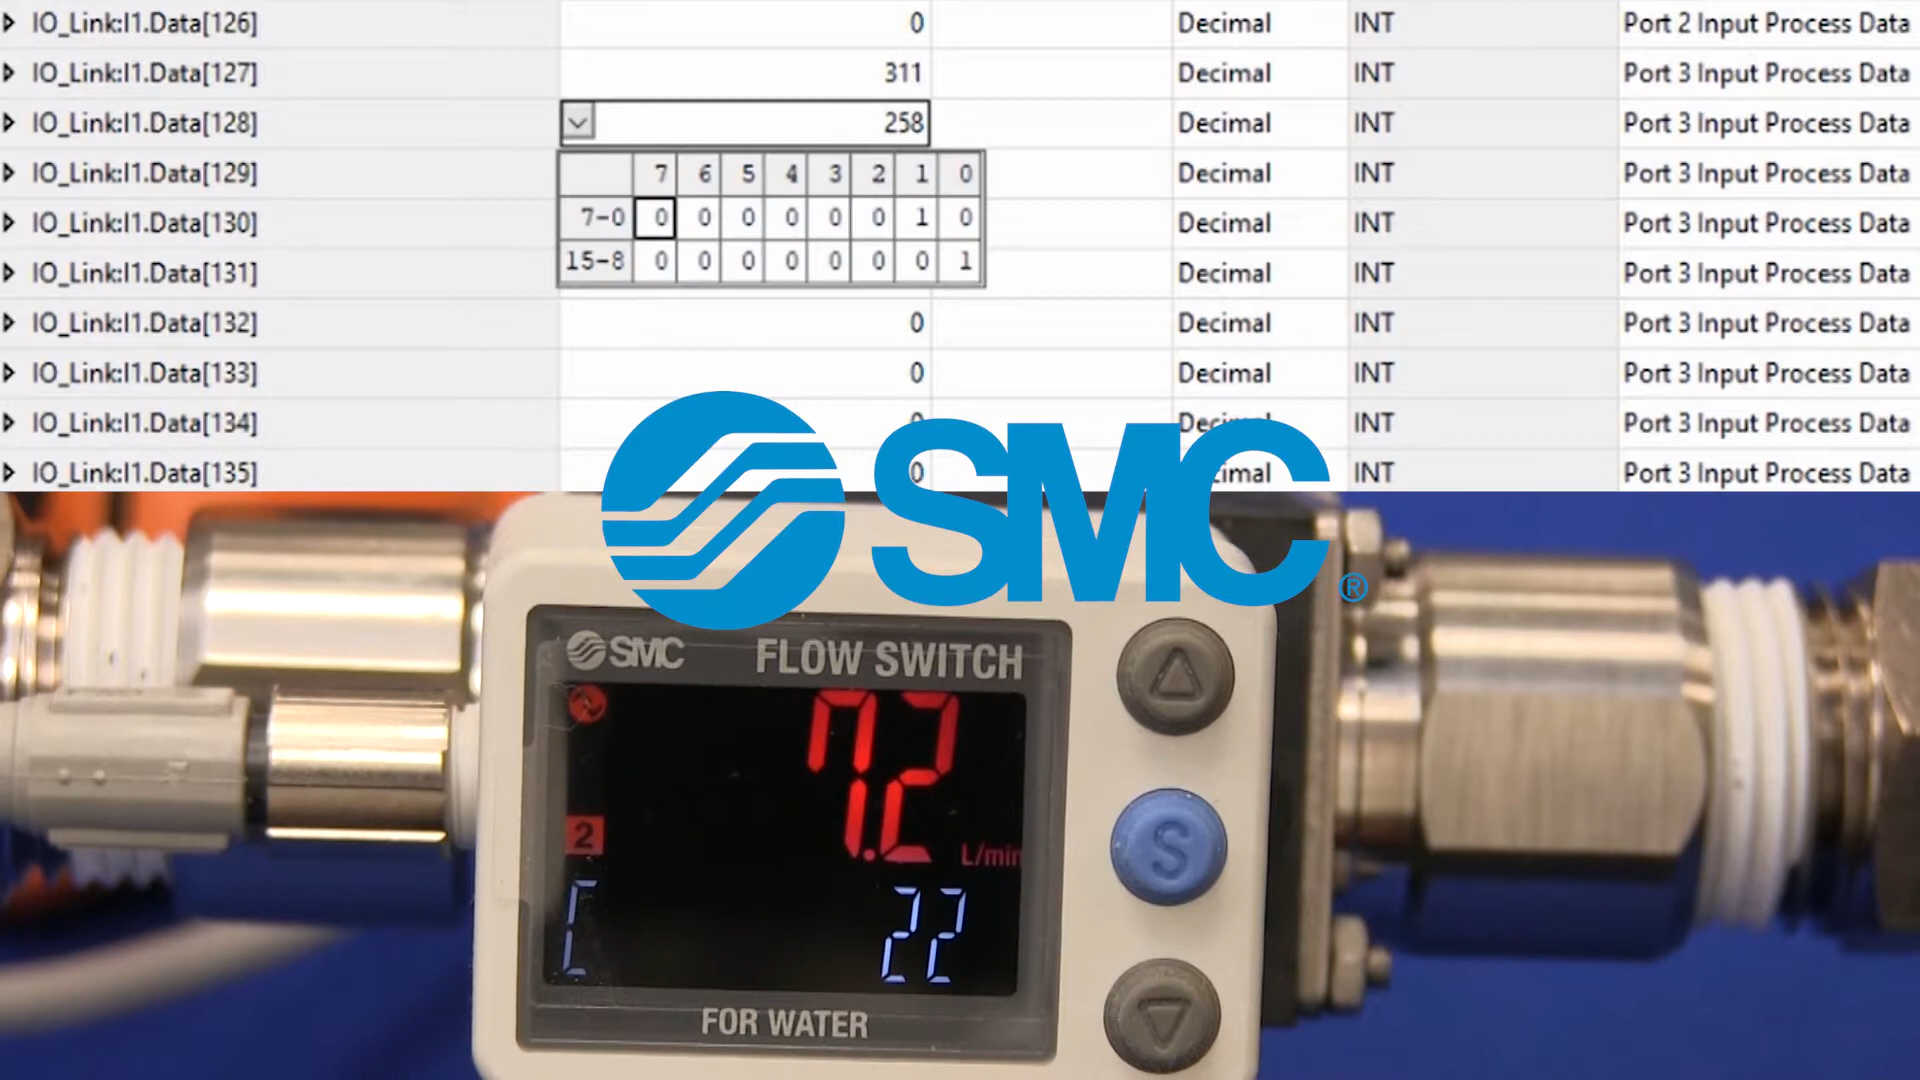 IO_Link:I1.Data[126] 0 Decimal INT Port 2 Input Process Data
IO_Link:I1.Data[127] 311 Decimal INT Port 3 Input Process Data
IO_Link:I1.Data[128] 258 Decimal INT Port 3 Input Process Data
IO_Link:I1.Data[129] Decimal INT Port 3 Input Process Data
7 6 5 4 3 2 1 0
IO_Link:I1.Data[130] Decimal INT Port 3 Input Process Data
7-0 0 0 0 0 0 0 1 0
IO_Link:I1.Data[131] Decimal INT Port 3 Input Process Data
15-8 0 0 0 0 0 0 0 1
IO_Link:I1.Data[132] 0 Decimal INT Port 3 Input Process Data
IO_Link:I1.Data[133] 0 Decimal INT Port 3 Input Process Data
IO_Link:I1.Data[134] 0 Decimal INT Port 3 Input Process Data
IO_Link:I1.Data[135] 0 Decimal INT Port 3 Input Process Data
SMC®
SMC FLOW SWITCH
7.2
2 L/min
S
[ 22
FOR WATER